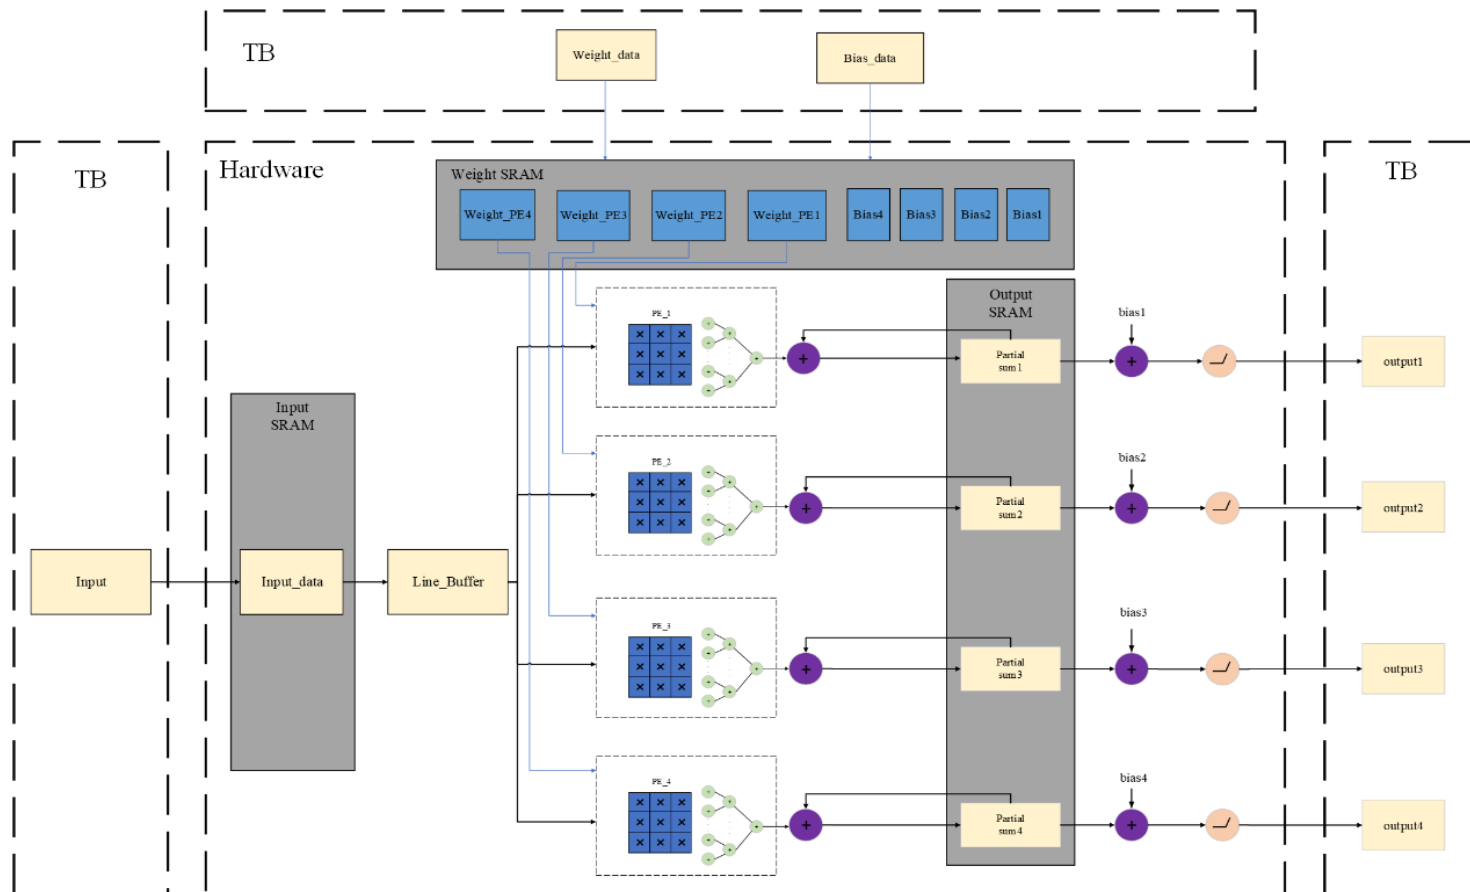 TB
Weight_data
Bias_data
TB
Hardware
TB
Weight SRAM
Weight_PE4
Weight_PE3
Weight_PE2
Weight_PE1
Bias4
Bias3
Bias2
Bias1
Output
SRAM
PE_1
× × ×
× × ×
× × ×
+
Partial
sum1
bias1
+
output1
Input
SRAM
PE_2
× × ×
× × ×
× × ×
+
Partial
sum2
bias2
+
output2
Input
Input_data
Line_Buffer
PE_3
× × ×
× × ×
× × ×
+
Partial
sum3
bias3
+
output3
PE_4
× × ×
× × ×
× × ×
+
Partial
sum4
bias4
+
output4